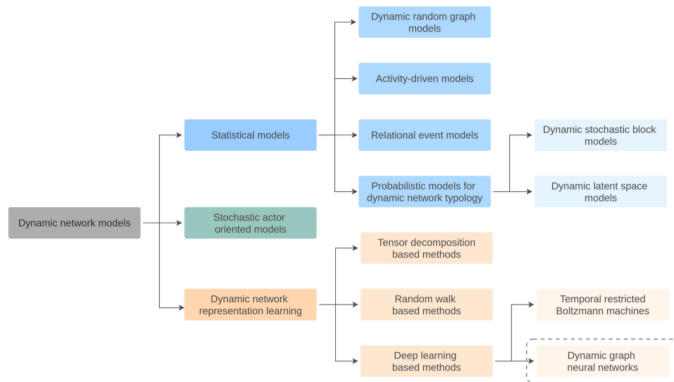 Dynamic random graph
models
Activity-driven models
Statistical models
Relational event models
Dynamic stochastic block
models
Probabilistic models for
dynamic network typology
Dynamic latent space
models
Dynamic network models
Stochastic actor
oriented models
Tensor decomposition
based methods
Dynamic network
representation learning
Random walk
based methods
Temporal restricted
Boltzmann machines
Deep learning
based methods
Dynamic graph
neural networks